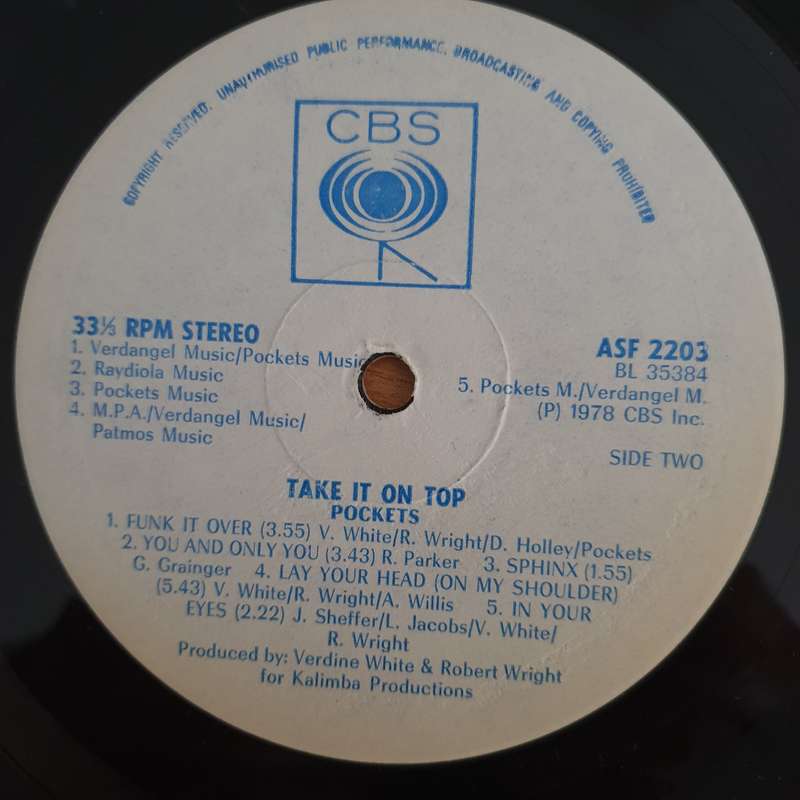 COPYRIGHT RESERVED. UNAUTHORISED PUBLIC PERFORMANCE, BROADCASTING AND COPYING PROHIBITED
CBS
33⅓ RPM STEREO
1. Verdangel Music/Pockets Music
2. Raydiola Music
3. Pockets Music
4. M.P.A./Verdangel Music/
Patmos Music
ASF 2203
BL 35384
5. Pockets M./Verdangel M.
(P) 1978 CBS Inc.
SIDE TWO
TAKE IT ON TOP
POCKETS
1. FUNK IT OVER (3.55) V. White/R. Wright/D. Holley/Pockets
2. YOU AND ONLY YOU (3.43) R. Parker 3. SPHINX (1.55)
G. Grainger 4. LAY YOUR HEAD (ON MY SHOULDER)
(5.43) V. White/R. Wright/A. Willis 5. IN YOUR
EYES (2.22) J. Sheffer/L. Jacobs/V. White/
R. Wright
Produced by: Verdine White & Robert Wright
for Kalimba Productions